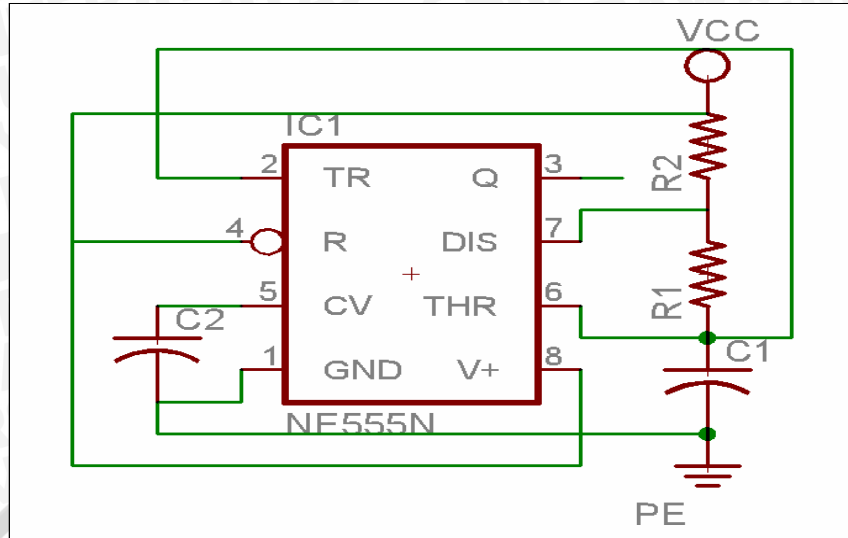 VCC
IC1
2 TR Q 3
R2
4 R DIS 7
5 CV THR 6
R1
C2
C1
1 GND V+ 8
NE555N
PE